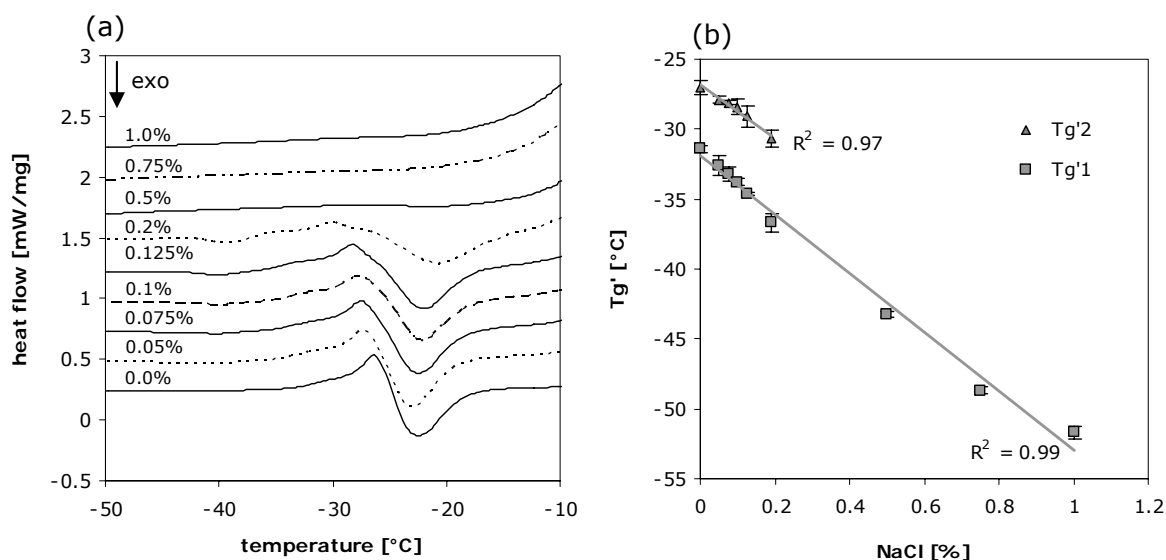 (a)
3
2.5
2
1.5
1
0.5
0
-0.5
exo
1.0%
0.75%
0.5%
0.2%
0.125%
0.1%
0.075%
0.05%
0.0%
-50 -40 -30 -20 -10
heat flow [mW/mg]
temperature [°C]
(b)
-25
-30
-35
-40
-45
-50
-55
R² = 0.97
Tg'2
Tg'1
R² = 0.99
0 0.2 0.4 0.6 0.8 1 1.2
Tg' [°C]
NaCl [%]